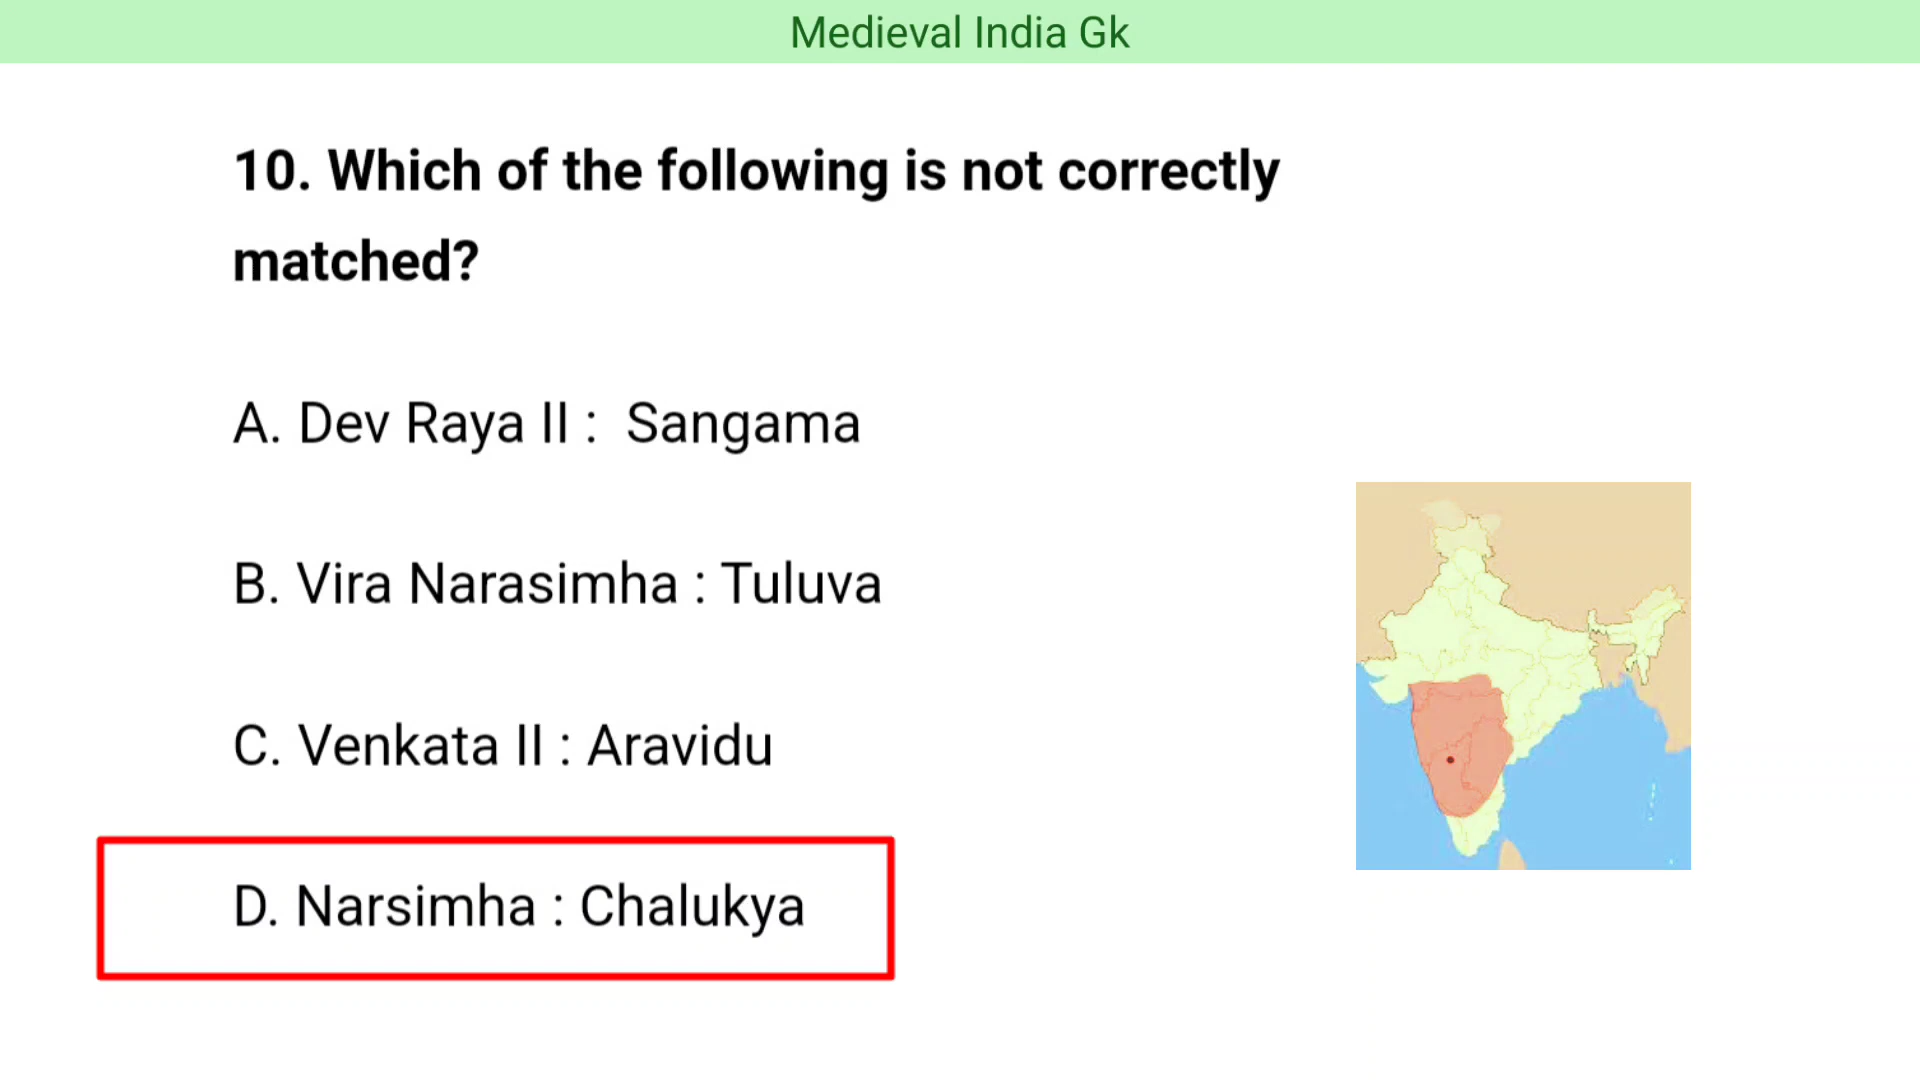 Medieval India Gk
10. Which of the following is not correctly
matched?
A. Dev Raya II :  Sangama
B. Vira Narasimha : Tuluva
C. Venkata II : Aravidu
D. Narsimha : Chalukya